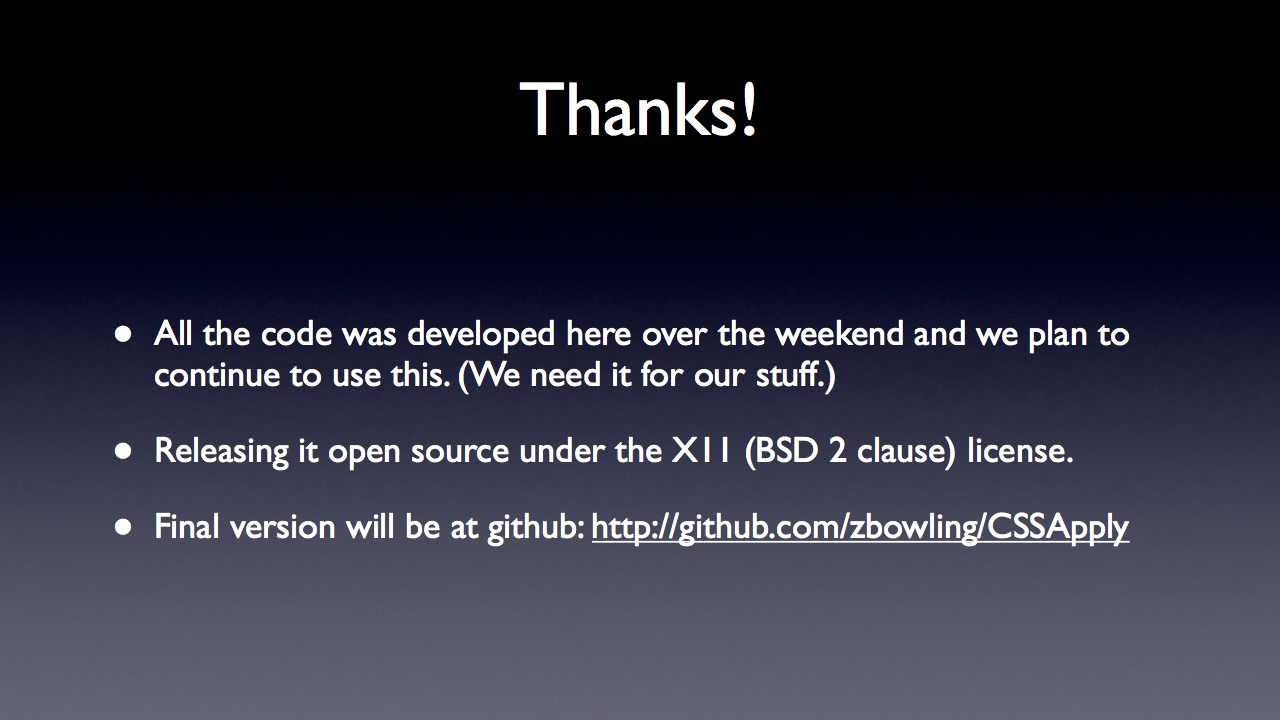 Thanks!
• All the code was developed here over the weekend and we plan to
continue to use this. (We need it for our stuff.)
• Releasing it open source under the X11 (BSD 2 clause) license.
• Final version will be at github: http://github.com/zbowling/CSSApply